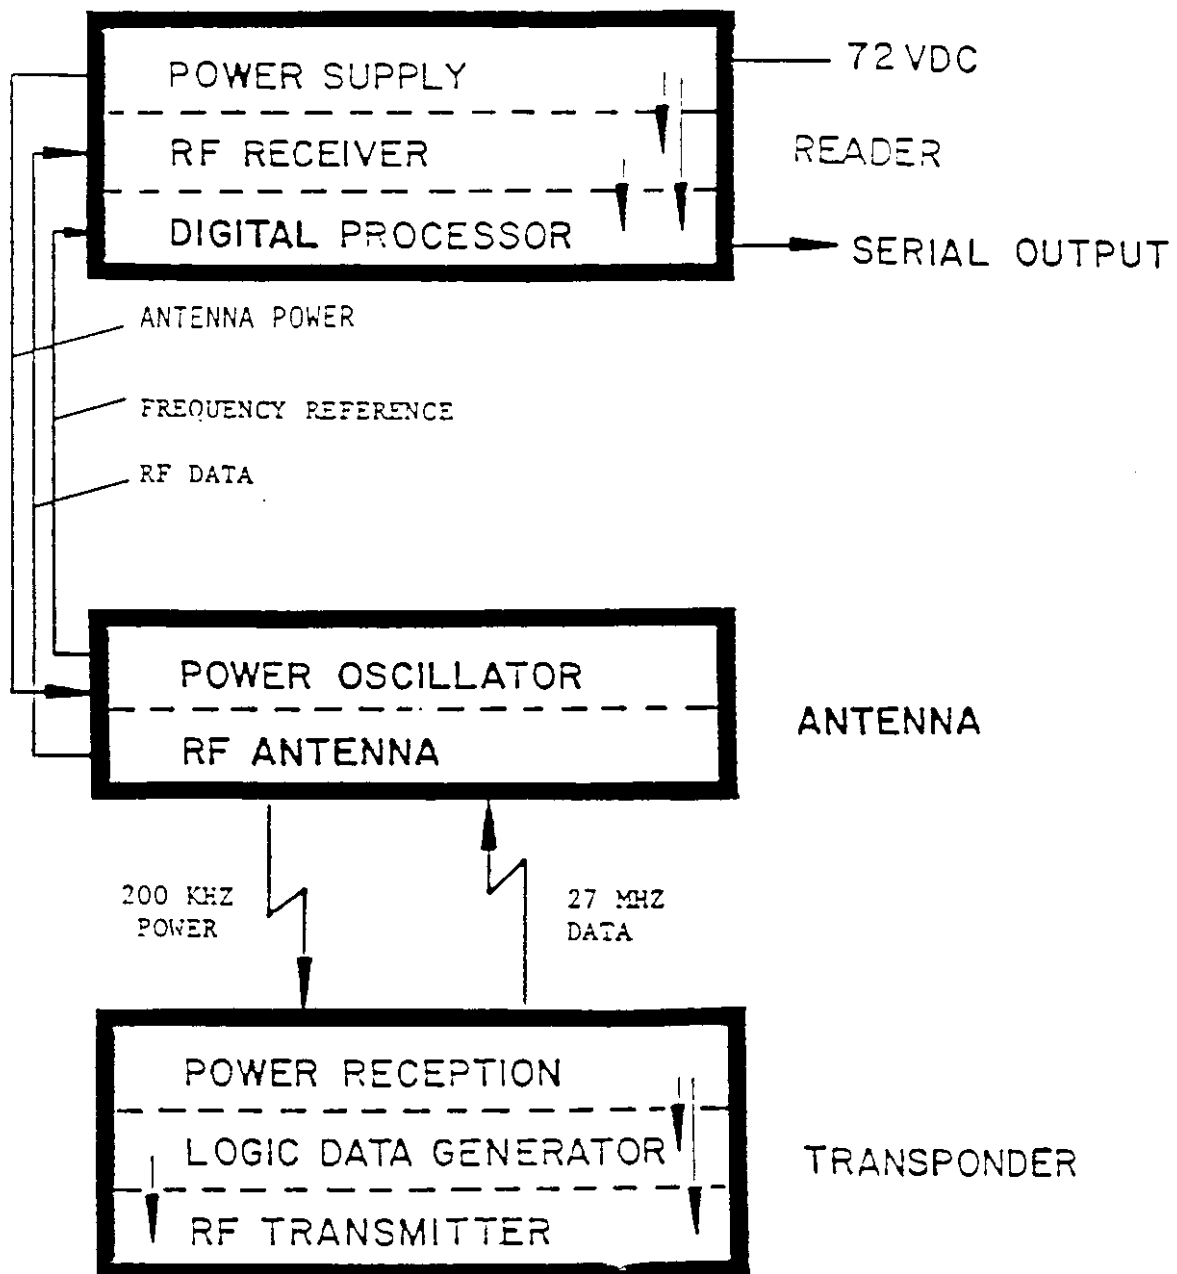 POWER SUPPLY
72 VDC
RF RECEIVER
READER
DIGITAL PROCESSOR
SERIAL OUTPUT
ANTENNA POWER
FREQUENCY REFERENCE
RF DATA
POWER OSCILLATOR
ANTENNA
RF ANTENNA
200 KHZ
POWER
27 MHZ
DATA
POWER RECEPTION
LOGIC DATA GENERATOR
TRANSPONDER
RF TRANSMITTER